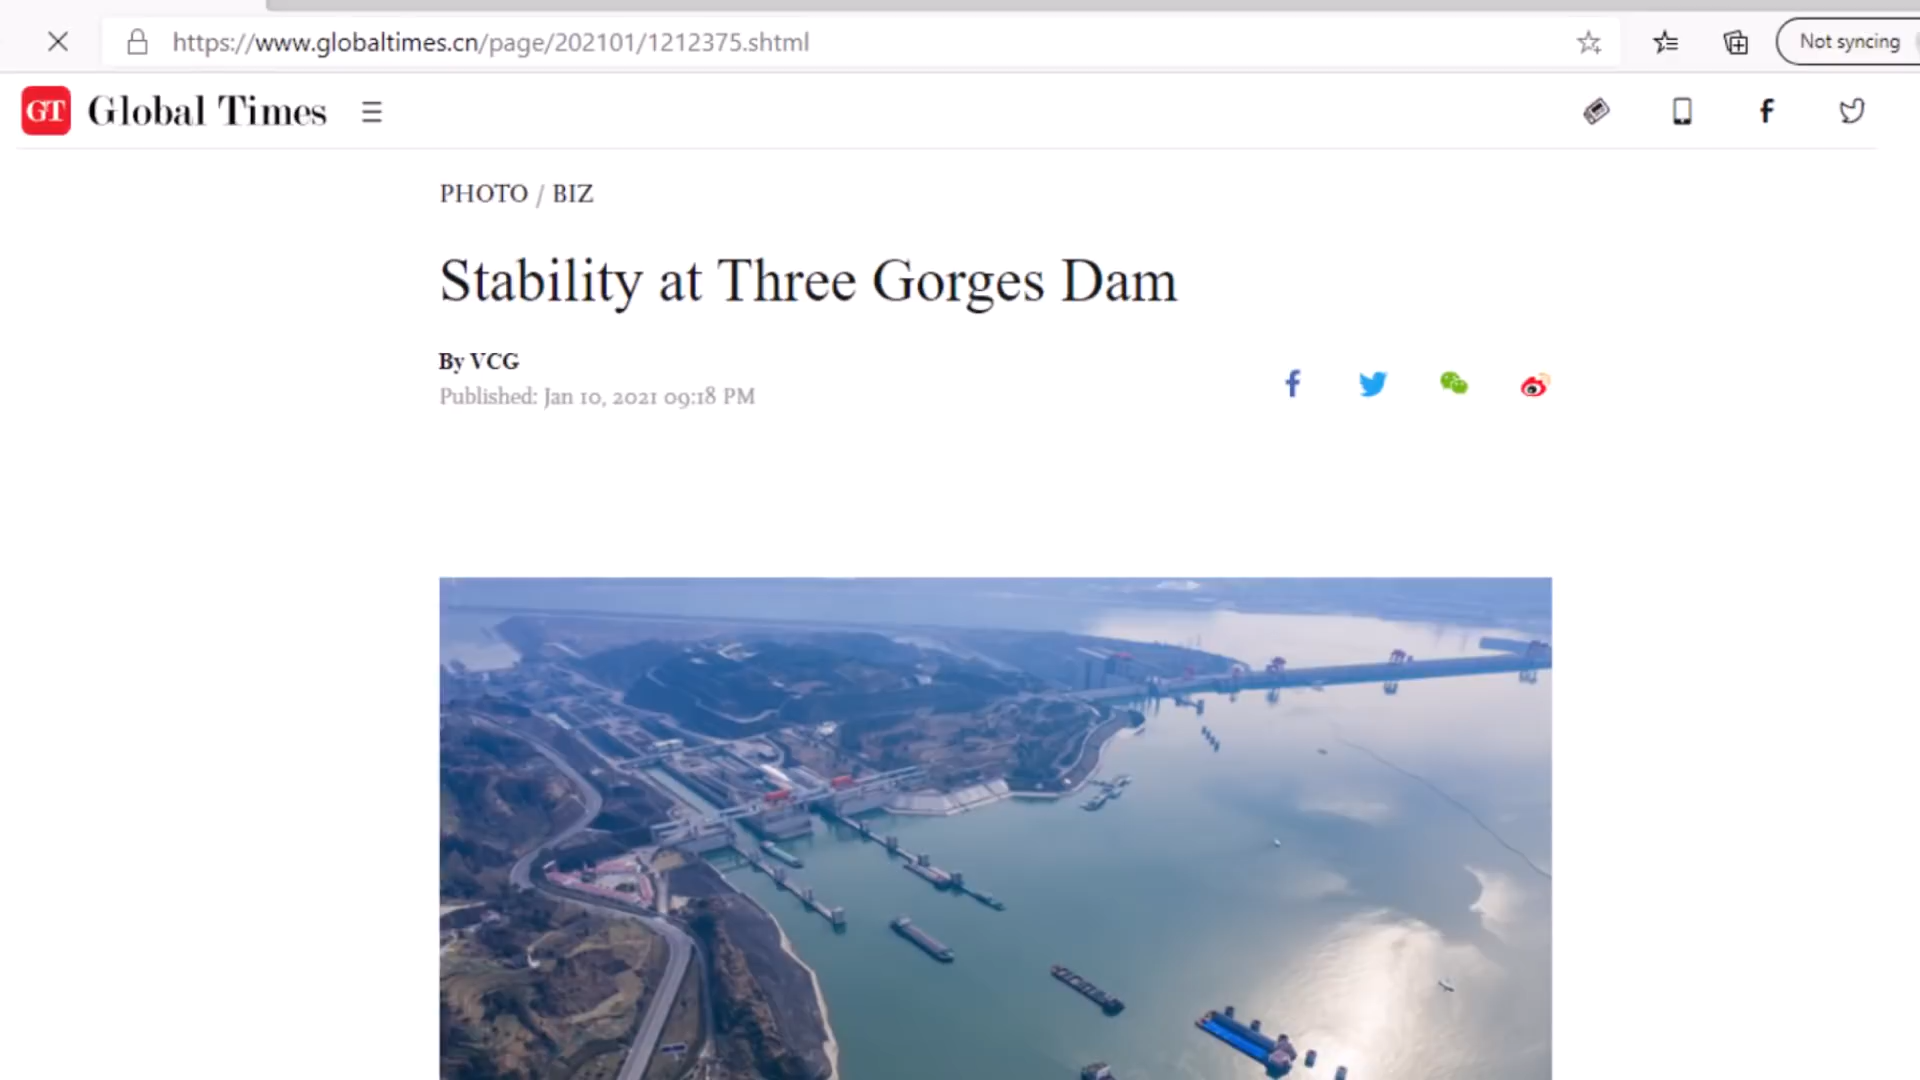 https://www.globaltimes.cn/page/202101/1212375.shtml
Not syncing
GT Global Times
PHOTO / BIZ
Stability at Three Gorges Dam
By VCG
Published: Jan 10, 2021 09:18 PM